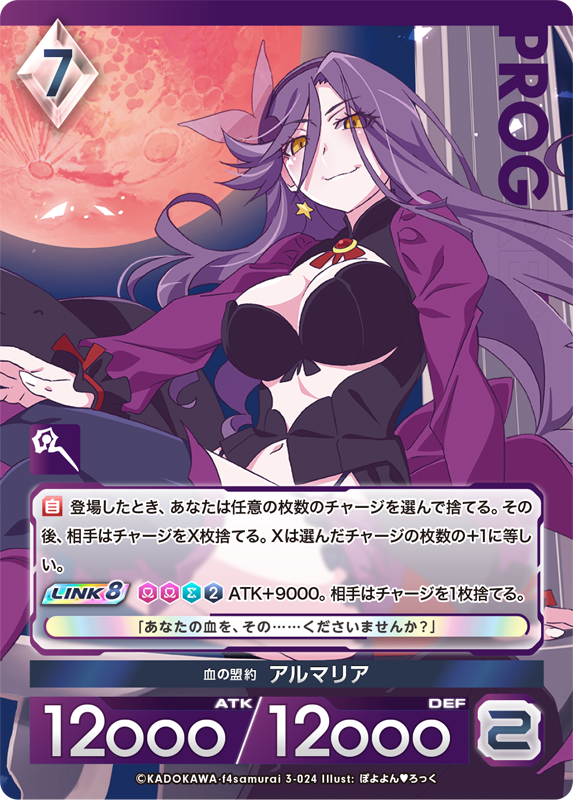 7
PROG
自 登場したとき、あなたは任意の枚数のチャージを選んで捨てる。その
後、相手はチャージをX枚捨てる。Xは選んだチャージの枚数の+1に等し
い。
LINK 8 Ω Ω Σ 2 ATK+9000。相手はチャージを1枚捨てる。
「あなたの血を、その……くださいませんか?」
血の盟約 アルマリア
ATK DEF
12000/12000 2
©KADOKAWA-f4samurai 3-024 Illust: ぽよよん♥ろっく